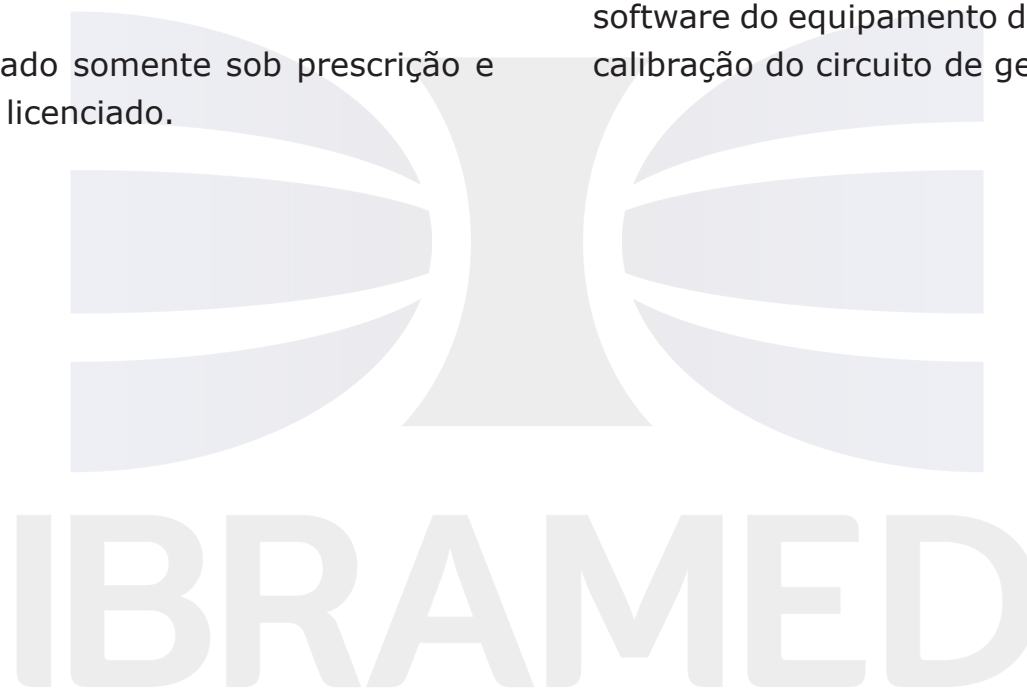 ado somente sob prescrição e
licenciado.
software do equipamento d
calibração do circuito de ge
IBRAMED